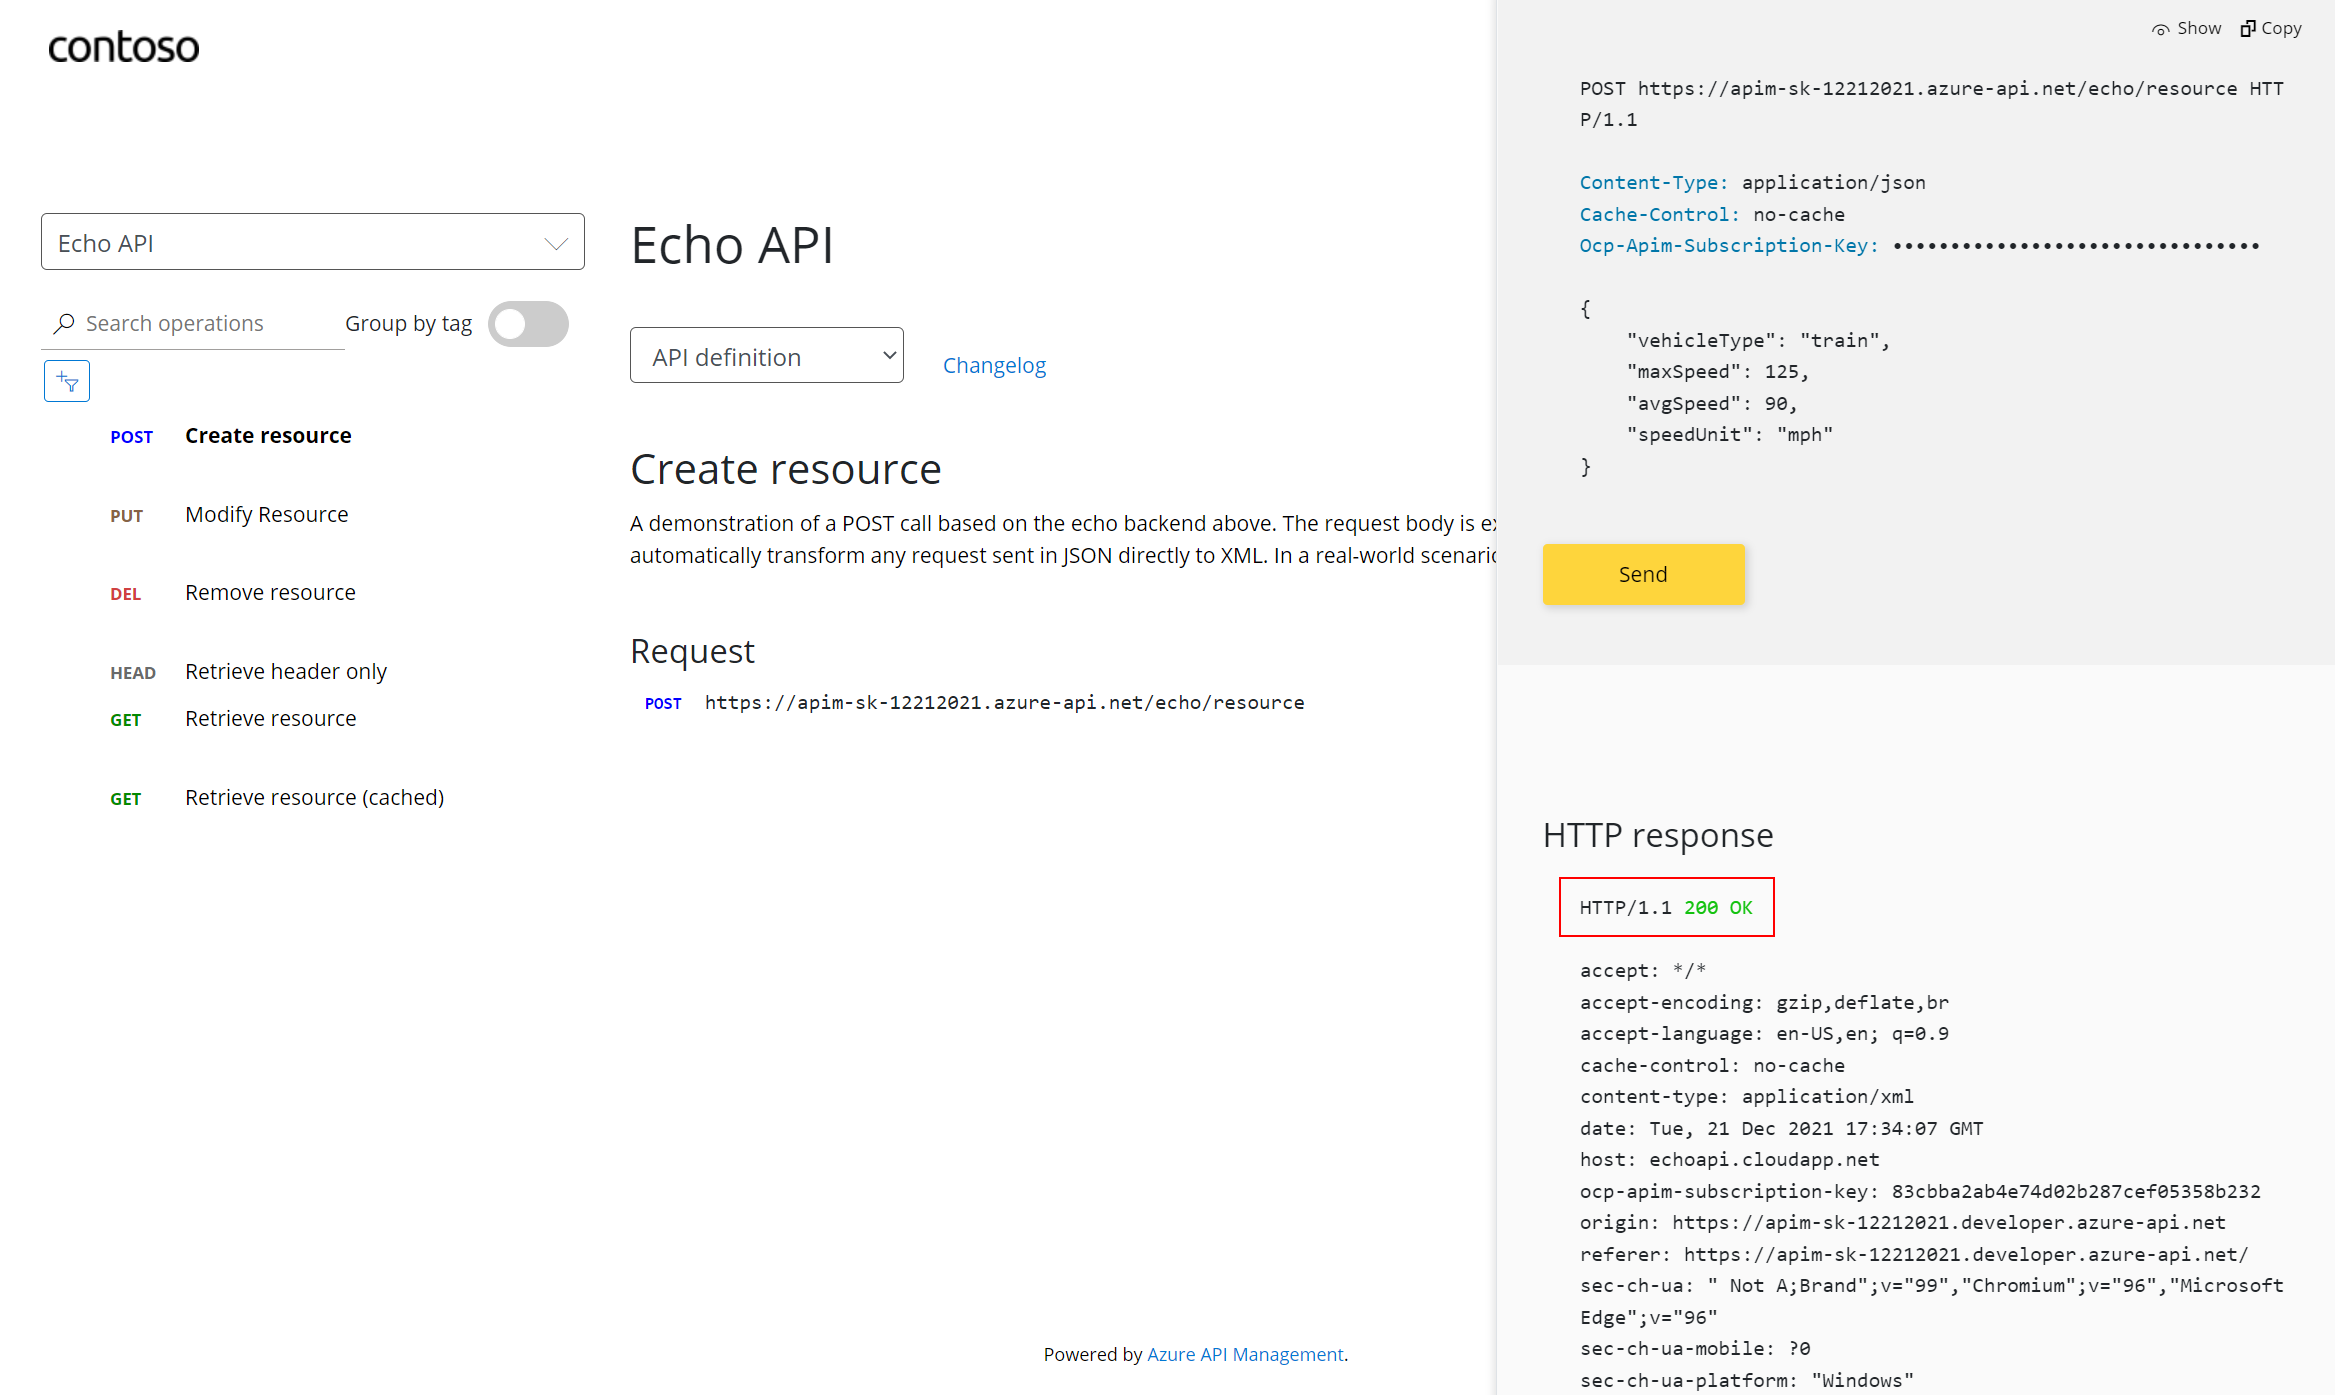 contoso
Echo API
Search operations
Group by tag
POST Create resource
PUT Modify Resource
DEL Remove resource
HEAD Retrieve header only
GET Retrieve resource
GET Retrieve resource (cached)
Echo API
API definition
Changelog
Create resource
A demonstration of a POST call based on the echo backend above. The request body is
automatically transform any request sent in JSON directly to XML. In a real-world
Request
POST https://apim-sk-12212021.azure-api.net/echo/resource
Powered by Azure API Management.
Show Copy
POST https://apim-sk-12212021.azure-api.net/echo/resource HTT
P/1.1
Content-Type: application/json
Cache-Control: no-cache
Ocp-Apim-Subscription-Key: ••••••••••••••••••••••••••••••••
{
"vehicleType": "train",
"maxSpeed": 125,
"avgSpeed": 90,
"speedUnit": "mph"
}
Send
HTTP response
HTTP/1.1 200 OK
accept: */*
accept-encoding: gzip,deflate,br
accept-language: en-US,en; q=0.9
cache-control: no-cache
content-type: application/xml
date: Tue, 21 Dec 2021 17:34:07 GMT
host: echoapi.cloudapp.net
ocp-apim-subscription-key: 83cbba2ab4e74d02b287cef05358b232
origin: https://apim-sk-12212021.developer.azure-api.net
referer: https://apim-sk-12212021.developer.azure-api.net/
sec-ch-ua: " Not A;Brand";v="99","Chromium";v="96","Microsoft
Edge";v="96"
sec-ch-ua-mobile: ?0
sec-ch-ua-platform: "Windows"